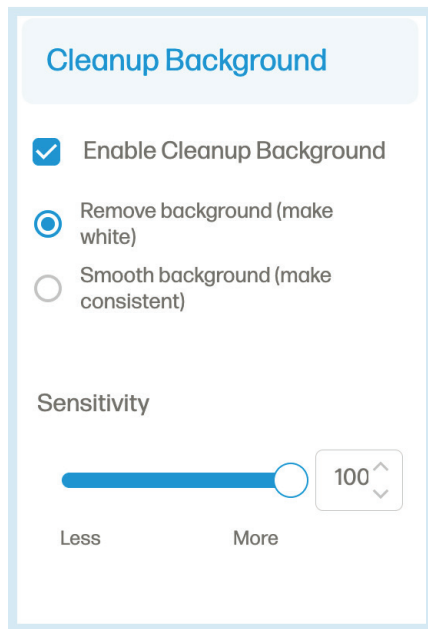 Cleanup Background
Enable Cleanup Background
Remove background (make
white)
Smooth background (make
consistent)
Sensitivity
100
Less More